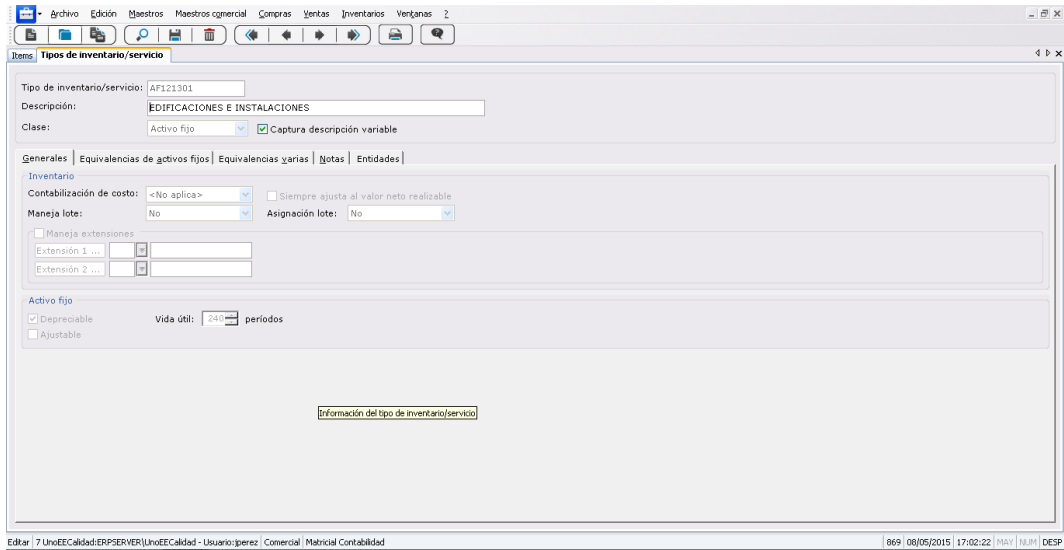 Archivo Edición Maestros Maestros comercial Compras Ventas Inventarios Ventanas ?
Items Tipos de inventario/servicio
Tipo de inventario/servicio: AF121301
Descripción: EDIFICACIONES E INSTALACIONES
Clase: Activo fijo Captura descripción variable
Generales Equivalencias de activos fijos Equivalencias varias Notas Entidades
Inventario
Contabilización de costo: <No aplica> Siempre ajusta al valor neto realizable
Maneja lote: No Asignación lote: No
Maneja extensiones
Extensión 1 ...
Extensión 2 ...
Activo fijo
Depreciable Vida útil: 240 períodos
Ajustable
Información del tipo de inventario/servicio
Editar 7 UnoEECalidad:ERPSERVER\UnoEECalidad - Usuario:jperez Comercial Matricial Contabilidad 869 08/05/2015 17:02:22 MAY NUM DESP